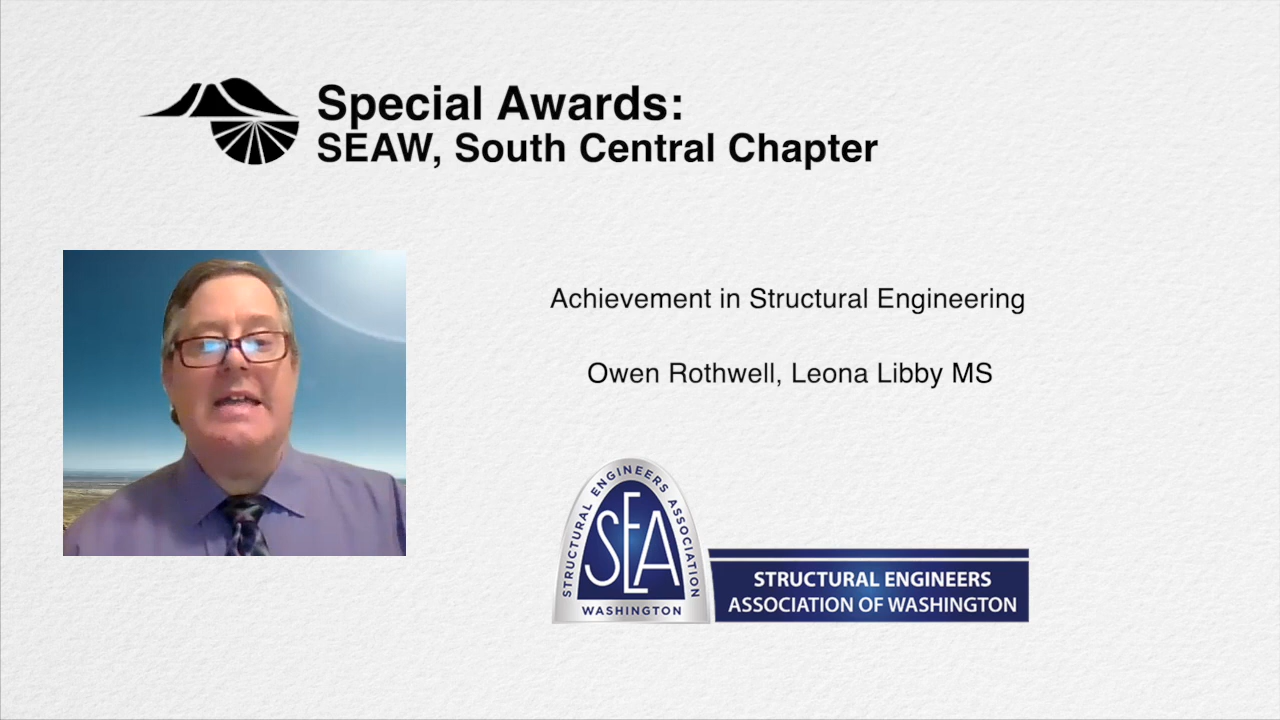 Special Awards:
SEAW, South Central Chapter
Achievement in Structural Engineering
Owen Rothwell, Leona Libby MS
STRUCTURAL ENGINEERS ASSOCIATION
SEA
WASHINGTON
STRUCTURAL ENGINEERS
ASSOCIATION OF WASHINGTON